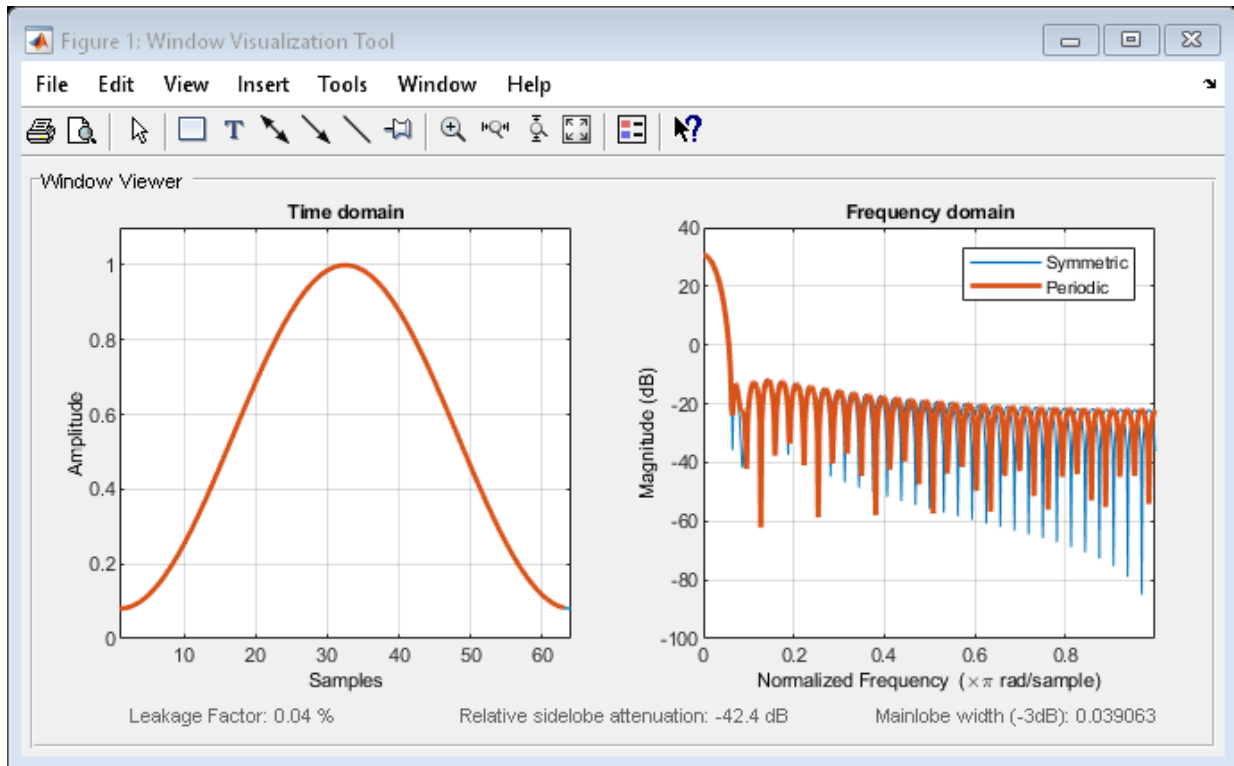 Figure 1: Window Visualization Tool
File Edit View Insert Tools Window Help
T
?
Window Viewer
Time domain
Amplitude
1
0.8
0.6
0.4
0.2
0
10 20 30 40 50 60
Samples
Frequency domain
Magnitude (dB)
40
20
0
-20
-40
-60
-80
-100
0 0.2 0.4 0.6 0.8
Normalized Frequency (×π rad/sample)
Symmetric
Periodic
Leakage Factor: 0.04 % Relative sidelobe attenuation: -42.4 dB Mainlobe width (-3dB): 0.039063